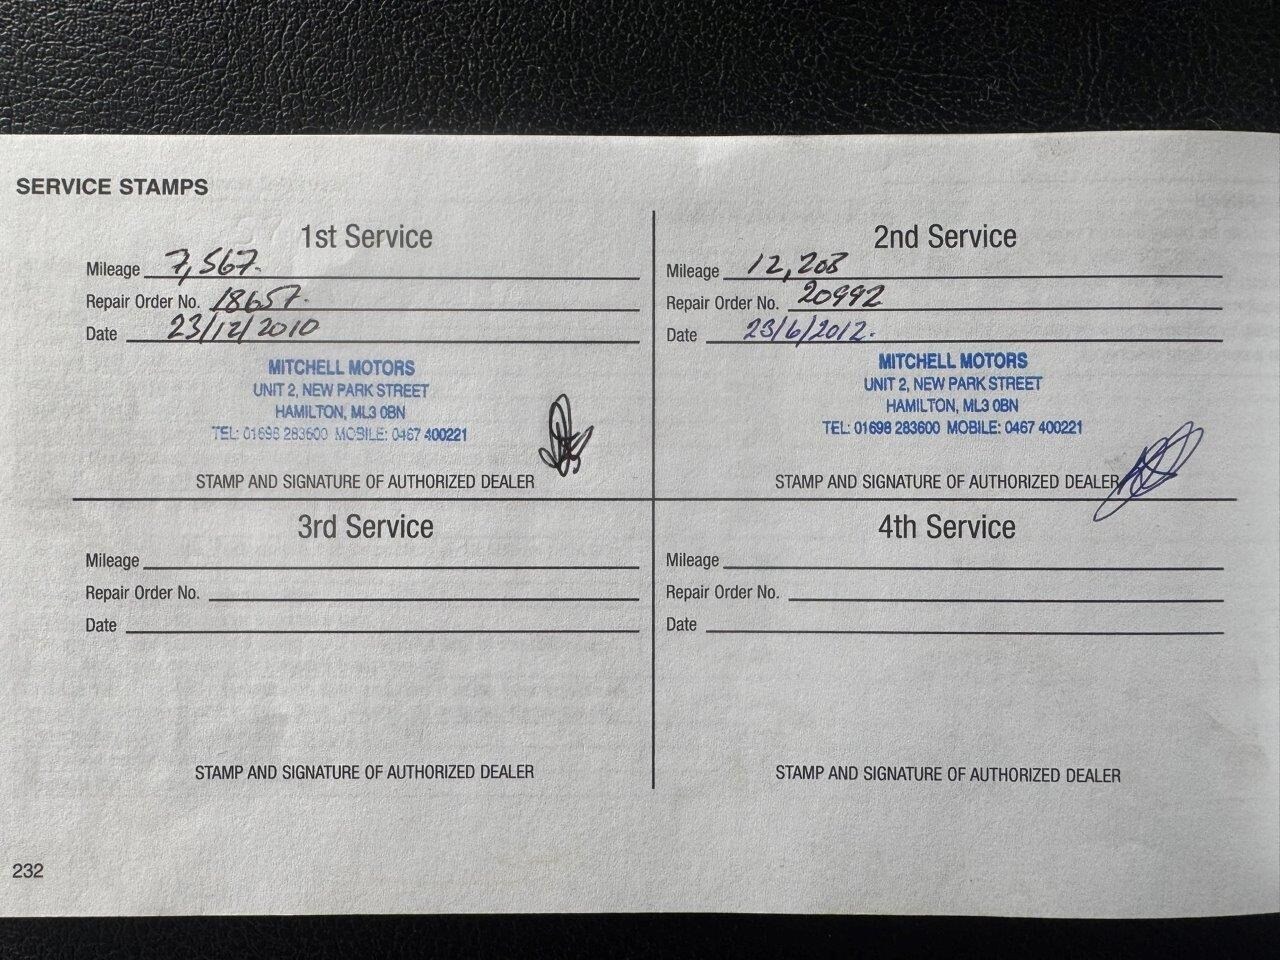 SERVICE STAMPS
1st Service
Mileage 7,567.
Repair Order No. 18657.
Date 23/12/2010
MITCHELL MOTORS
UNIT 2, NEW PARK STREET
HAMILTON, ML3 0BN
TEL: 01698 283600 MOBILE: 0467 400221
STAMP AND SIGNATURE OF AUTHORIZED DEALER
2nd Service
Mileage 12,203
Repair Order No. 20992
Date 23/6/2012.
MITCHELL MOTORS
UNIT 2, NEW PARK STREET
HAMILTON, ML3 0BN
TEL: 01698 283600 MOBILE: 0467 400221
STAMP AND SIGNATURE OF AUTHORIZED DEALER
3rd Service
Mileage
Repair Order No.
Date
STAMP AND SIGNATURE OF AUTHORIZED DEALER
4th Service
Mileage
Repair Order No.
Date
STAMP AND SIGNATURE OF AUTHORIZED DEALER
232